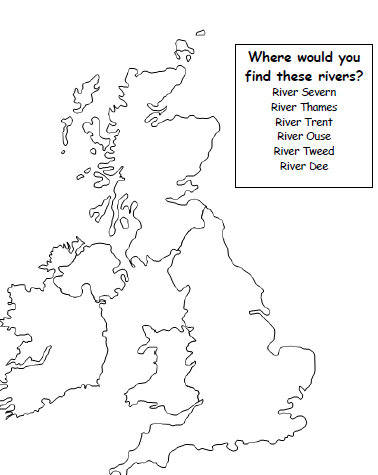 Where would you
find these rivers?
River Severn
River Thames
River Trent
River Ouse
River Tweed
River Dee